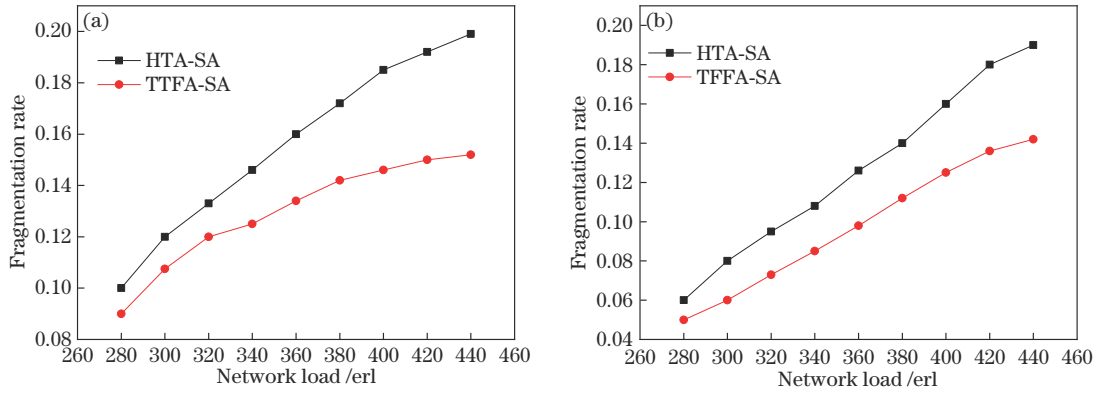 (a)
HTA-SA
TTFA-SA
Fragmentation rate
0.20
0.18
0.16
0.14
0.12
0.10
0.08
260 280 300 320 340 360 380 400 420 440 460
Network load /erl
(b)
HTA-SA
TFFA-SA
Fragmentation rate
0.20
0.18
0.16
0.14
0.12
0.10
0.08
0.06
0.04
260 280 300 320 340 360 380 400 420 440 460
Network load /erl